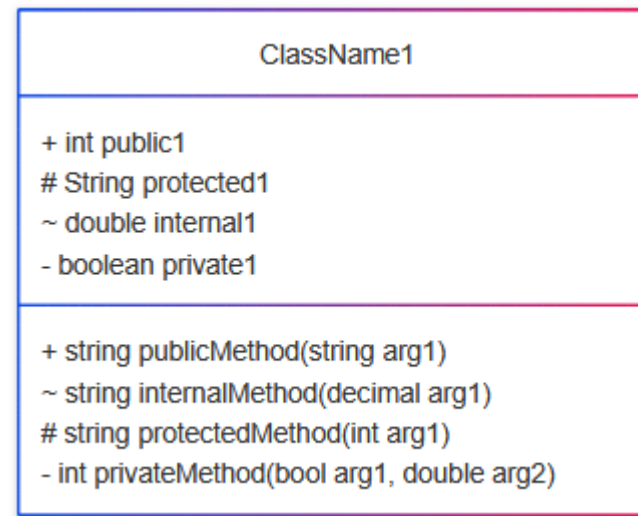 ClassName1
+ int public1
# String protected1
~ double internal1
- boolean private1
+ string publicMethod(string arg1)
~ string internalMethod(decimal arg1)
# string protectedMethod(int arg1)
- int privateMethod(bool arg1, double arg2)